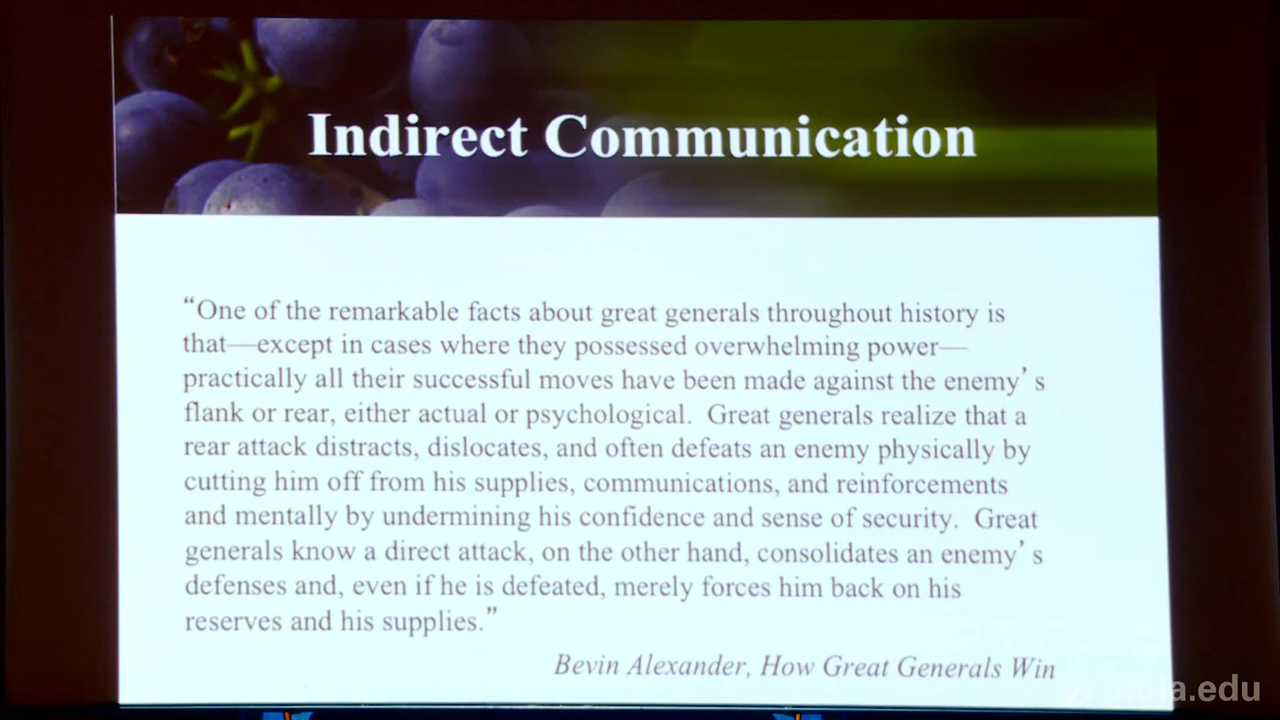 Indirect Communication
“One of the remarkable facts about great generals throughout history is
that—except in cases where they possessed overwhelming power—
practically all their successful moves have been made against the enemy’s
flank or rear, either actual or psychological.  Great generals realize that a
rear attack distracts, dislocates, and often defeats an enemy physically by
cutting him off from his supplies, communications, and reinforcements
and mentally by undermining his confidence and sense of security.  Great
generals know a direct attack, on the other hand, consolidates an enemy’s
defenses and, even if he is defeated, merely forces him back on his
reserves and his supplies.”
Bevin Alexander, How Great Generals Win